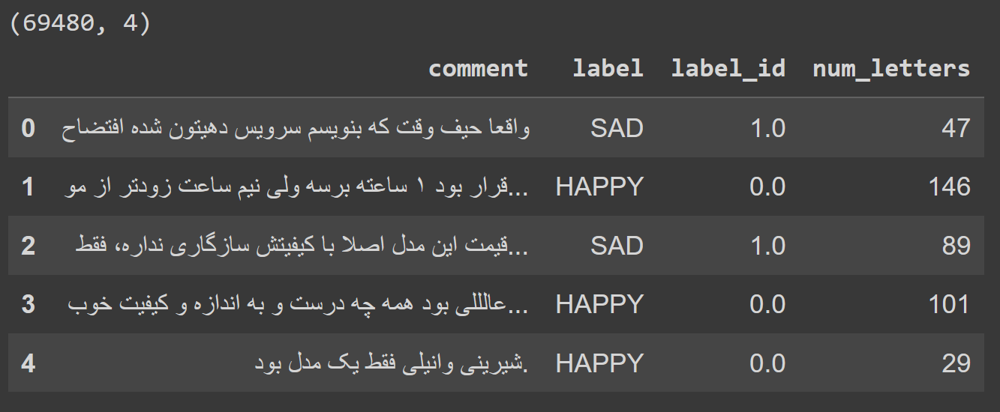 (69480, 4)
comment label label_id num_letters
0 واقعا حیف وقت که بنویسم سرویس دهیتون شده افتضاح SAD 1.0 47
1 قرار بود ۱ ساعته برسه ولی نیم ساعت زودتر از مو... HAPPY 0.0 146
2 قیمت این مدل اصلا با کیفیتش سازگاری نداره، فقط... SAD 1.0 89
3 عالللی بود همه چه درست و به اندازه و کیفیت خوب... HAPPY 0.0 101
4 شیرینی وانیلی فقط یک مدل بود. HAPPY 0.0 29